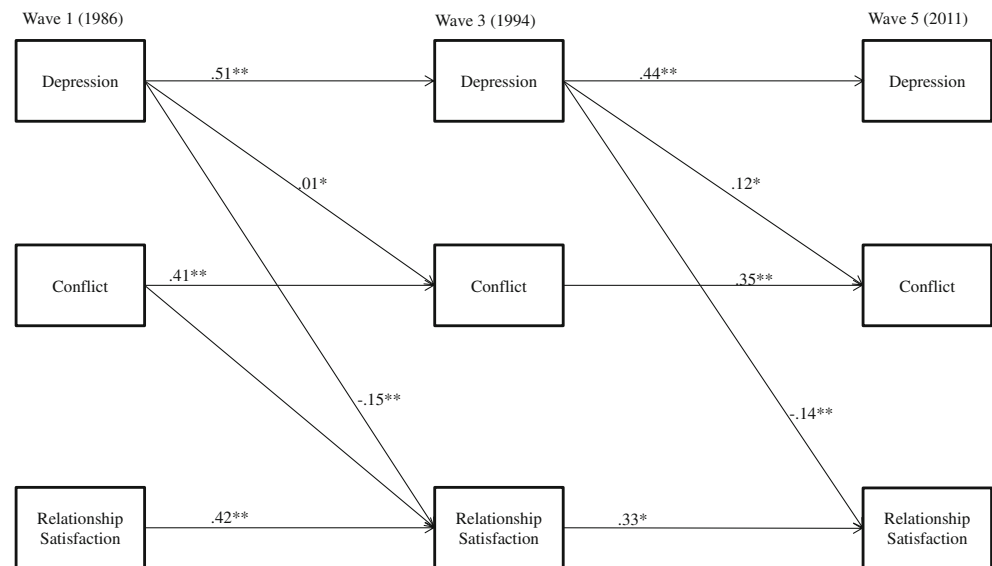 Wave 1 (1986)
Wave 3 (1994)
Wave 5 (2011)
Depression
.51**
Depression
.44**
Depression
.01*
.12*
Conflict
.41**
Conflict
.35**
Conflict
-.15**
-.14**
Relationship
Satisfaction
.42**
Relationship
Satisfaction
.33*
Relationship
Satisfaction